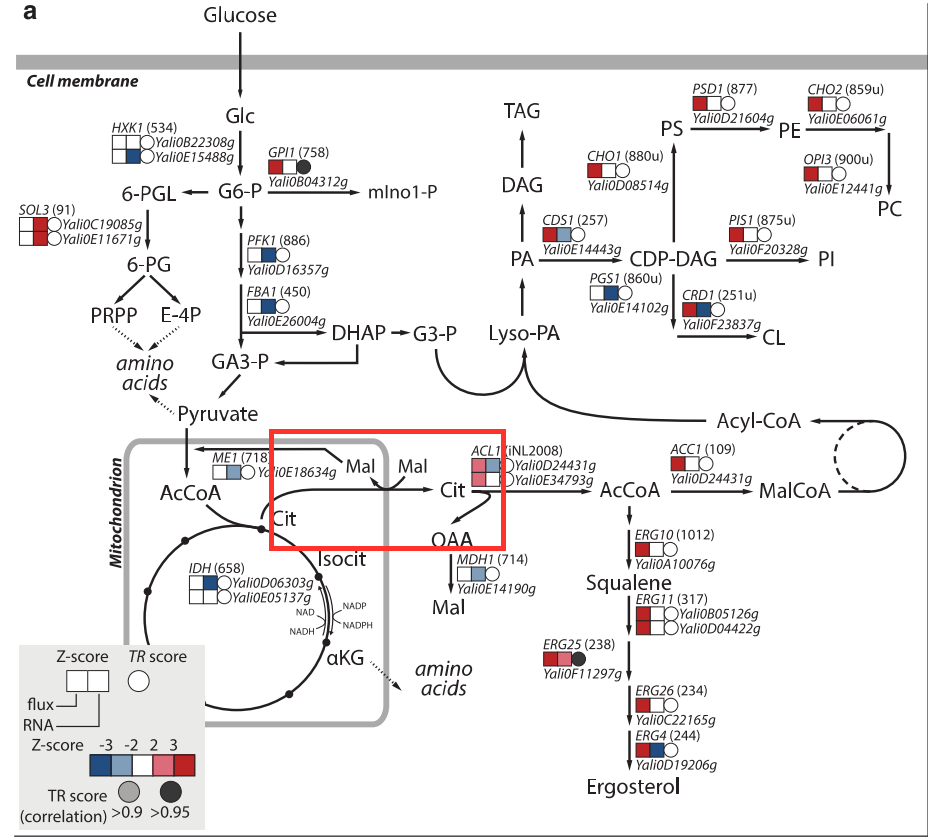 a
Glucose
Cell membrane
Glc
HXK1 (534)
Yali0B22308g
Yali0E15488g
GPI1 (758)
Yali0B04312g
6-PGL
G6-P
mIno1-P
SOL3 (91)
Yali0C19085g
Yali0E11671g
6-PG
PFK1 (886)
Yali0D16357g
FBA1 (450)
Yali0E26004g
PRPP
E-4P
amino
acids
DHAP
G3-P
GA3-P
Pyruvate
TAG
DAG
PA
Lyso-PA
CDS1 (257)
Yali0E14443g
CDP-DAG
CHO1 (880u)
Yali0D08514g
PS
PSD1 (877)
Yali0D21604g
PE
CHO2 (859u)
Yali0E06061g
OPI3 (900u)
Yali0E12441g
PC
PIS1 (875u)
Yali0F20328g
PI
PGS1 (860u)
Yali0E14102g
CRD1 (251u)
Yali0F23837g
CL
Acyl-CoA
Mitochondrion
ME1 (718)
Yali0E18634g
Mal
Mal
AcCoA
Cit
Cit
ACL1 (iNL2008)
Yali0D24431g
Yali0E34793g
AcCoA
ACC1 (109)
Yali0D24431g
MalCoA
OAA
MDH1 (714)
Yali0E14190g
Mal
Isocit
IDH (658)
Yali0D06303g
Yali0E05137g
NAD
NADH
NADP
NADPH
αKG
amino
acids
ERG10 (1012)
Yali0A10076g
Squalene
ERG11 (317)
Yali0B05126g
Yali0D04422g
ERG25 (238)
Yali0F11297g
ERG26 (234)
Yali0C22165g
ERG4 (244)
Yali0D19206g
Ergosterol
Z-score
TR score
flux
RNA
Z-score
-3 -2 2 3
TR score
(correlation) >0.9 >0.95